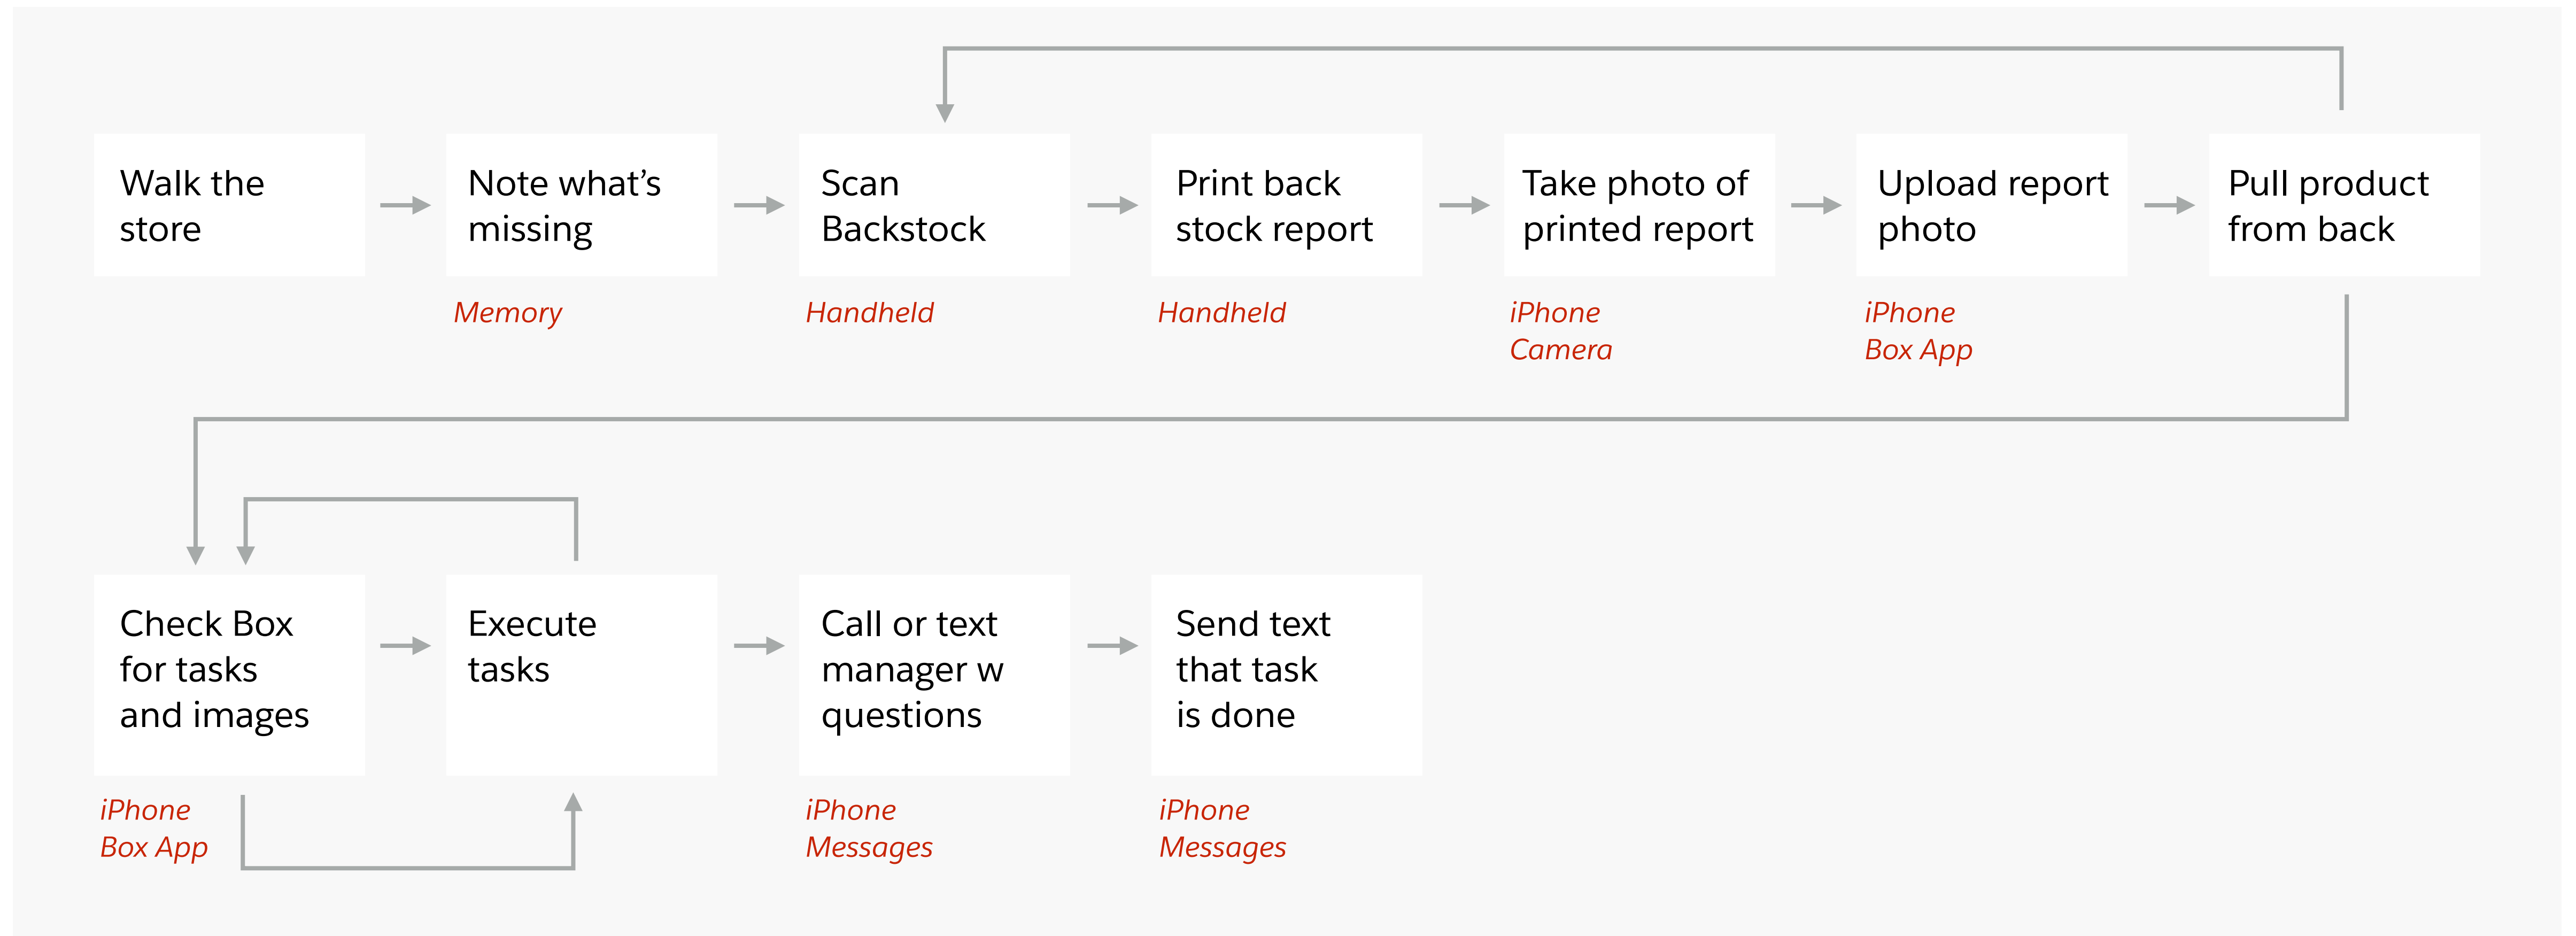 Walk the
store
Note what’s
missing
Memory
Scan
Backstock
Handheld
Print back
stock report
Handheld
Take photo of
printed report
iPhone
Camera
Upload report
photo
iPhone
Box App
Pull product
from back
Check Box
for tasks
and images
iPhone
Box App
Execute
tasks
Call or text
manager w
questions
iPhone
Messages
Send text
that task
is done
iPhone
Messages